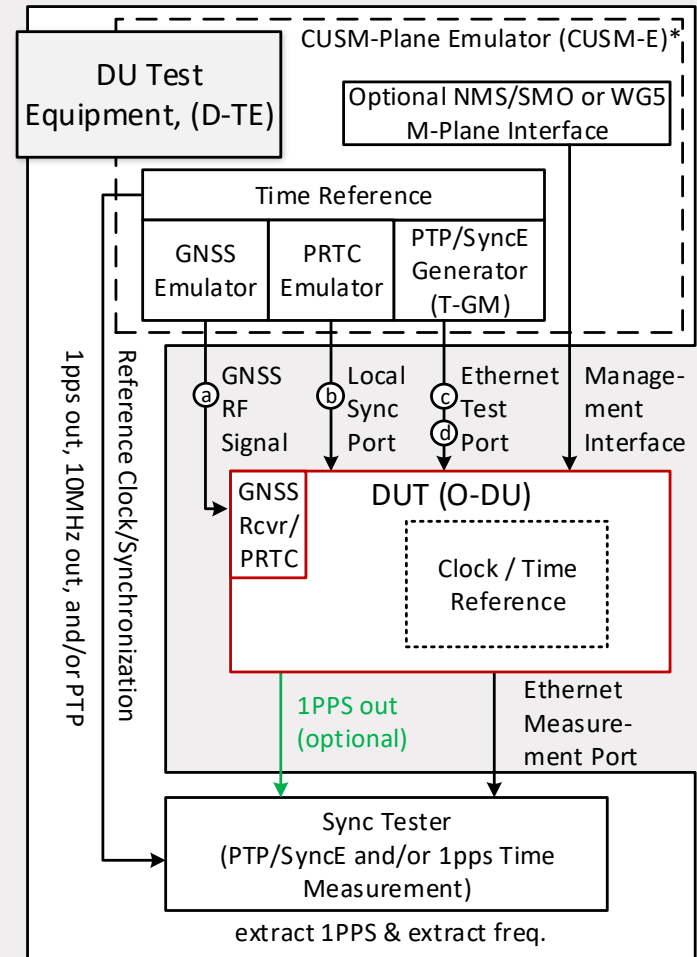 CUSM-Plane Emulator (CUSM-E)*
DU Test
Equipment, (D-TE)
Optional NMS/SMO or WG5
M-Plane Interface
Time Reference
GNSS
Emulator
PRTC
Emulator
PTP/SyncE
Generator
(T-GM)
1pps out, 10MHz out, and/or PTP
Reference Clock/Synchronization
a
GNSS
RF
Signal
b
Local
Sync
Port
c
d
Ethernet
Test
Port
Manage-
ment
Interface
GNSS
Rcvr/
PRTC
DUT (O-DU)
Clock / Time
Reference
1PPS out
(optional)
Ethernet
Measure-
ment Port
Sync Tester
(PTP/SyncE and/or 1pps Time
Measurement)
extract 1PPS & extract freq.